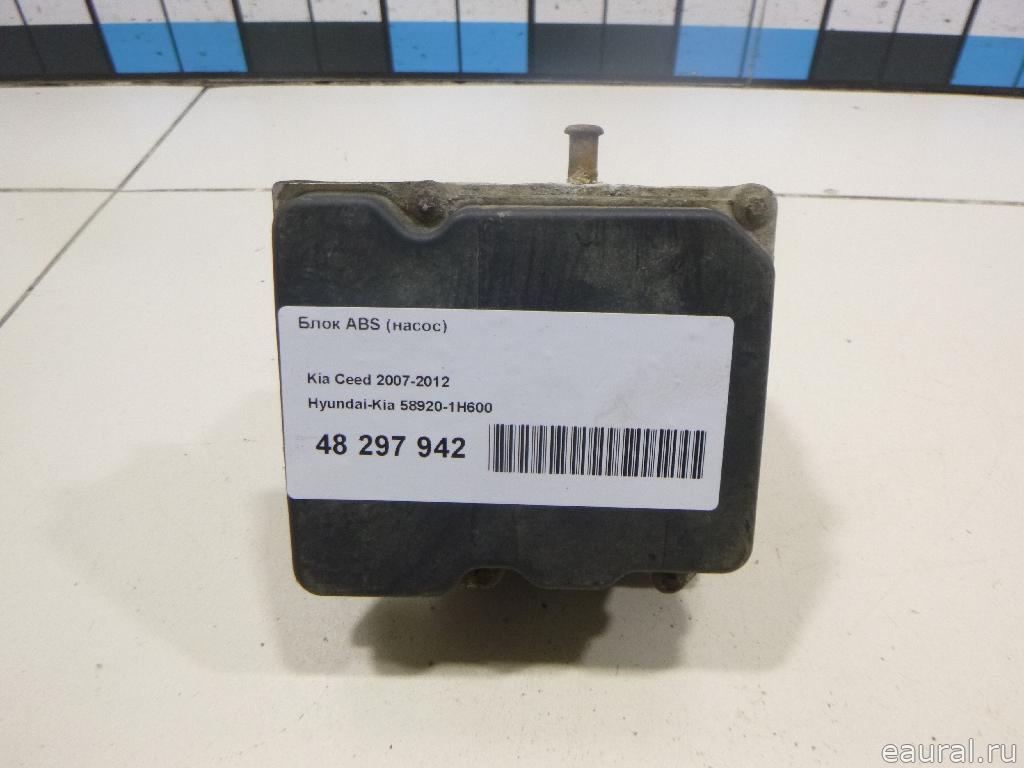 Блок ABS (насос)
Kia Ceed 2007-2012
Hyundai-Kia 58920-1H600
48 297 942
eaural.ru